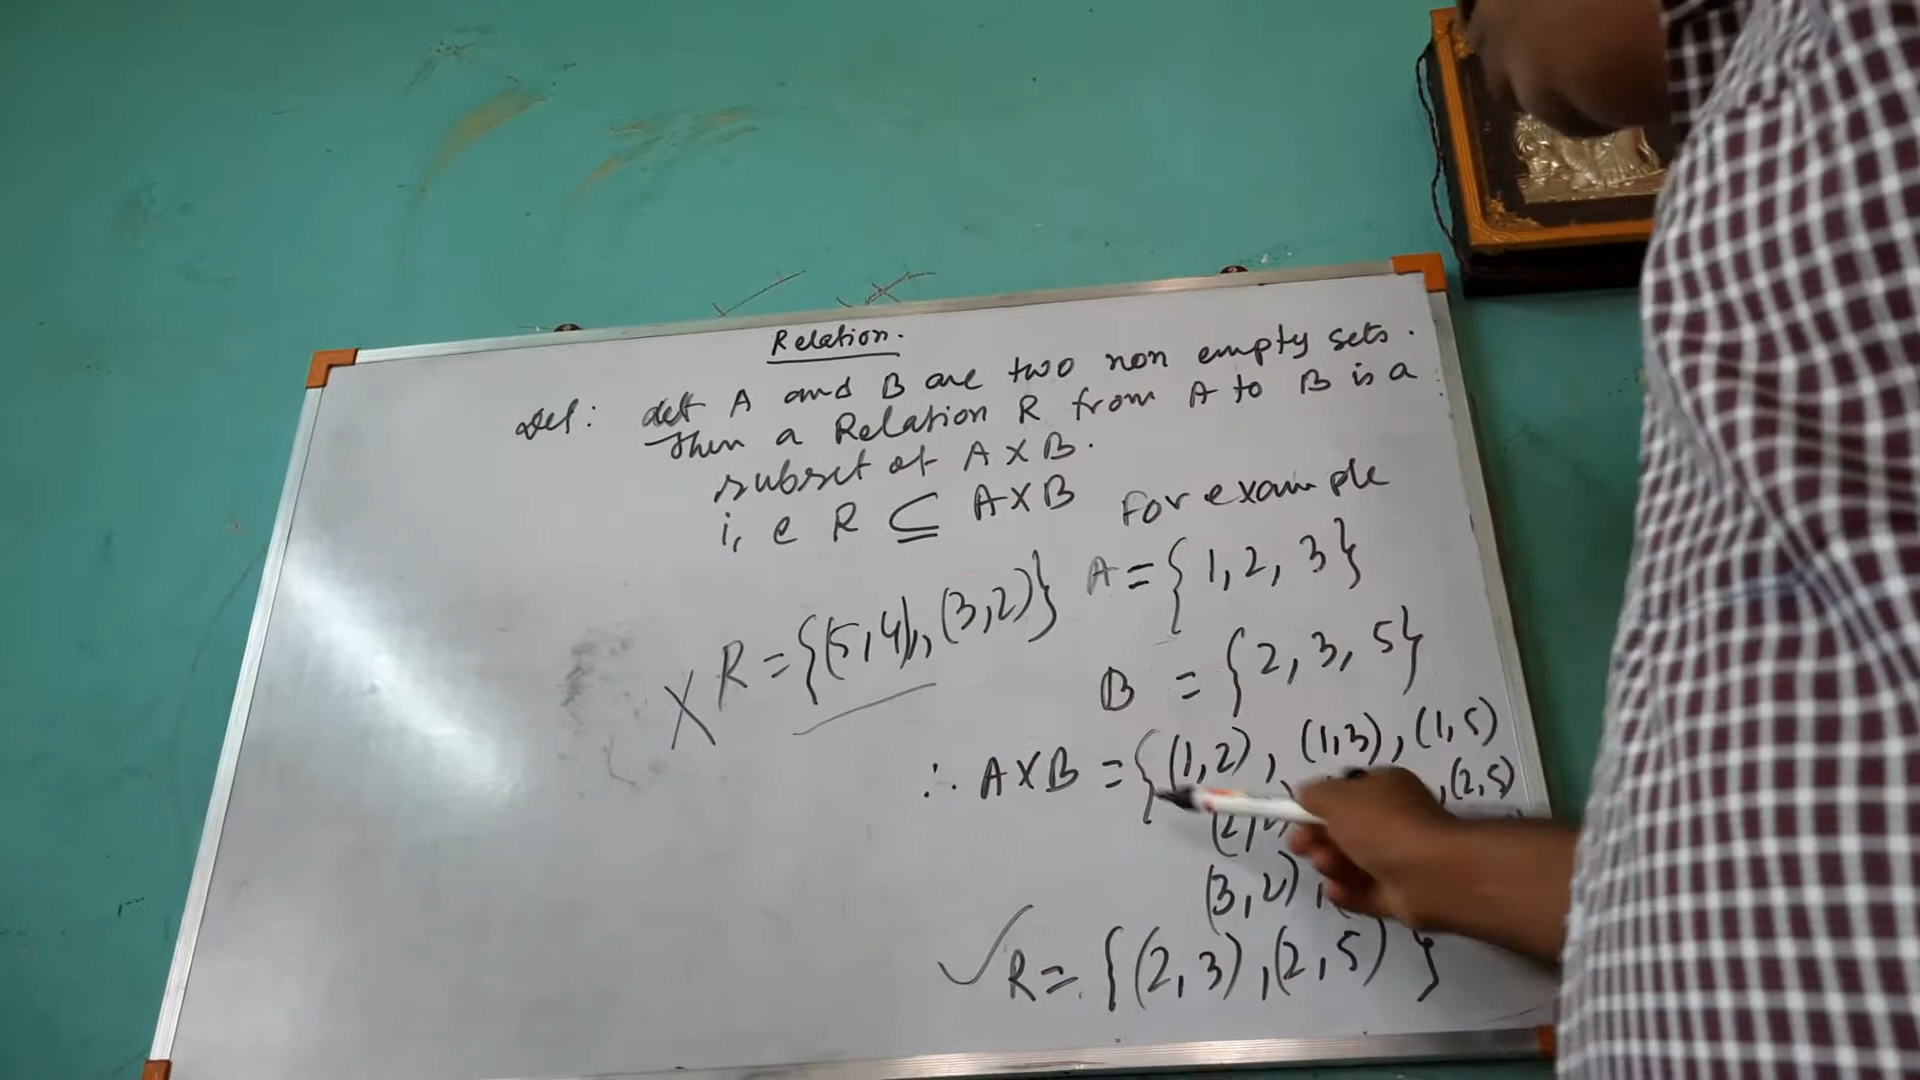 Relation.
Def: Let A and B are two non empty sets.
Then a Relation R from A to B is a
subset of A X B.
i, e R ⊆ A X B For example
A = { 1, 2, 3 }
X R = {(5,4), (3,2)}
B = { 2, 3, 5 }
∴ A X B = { (1,2), (1,3), (1,5)
(2,2) , (2,5)
(3,2) ,
✓ R = { (2,3), (2,5) }